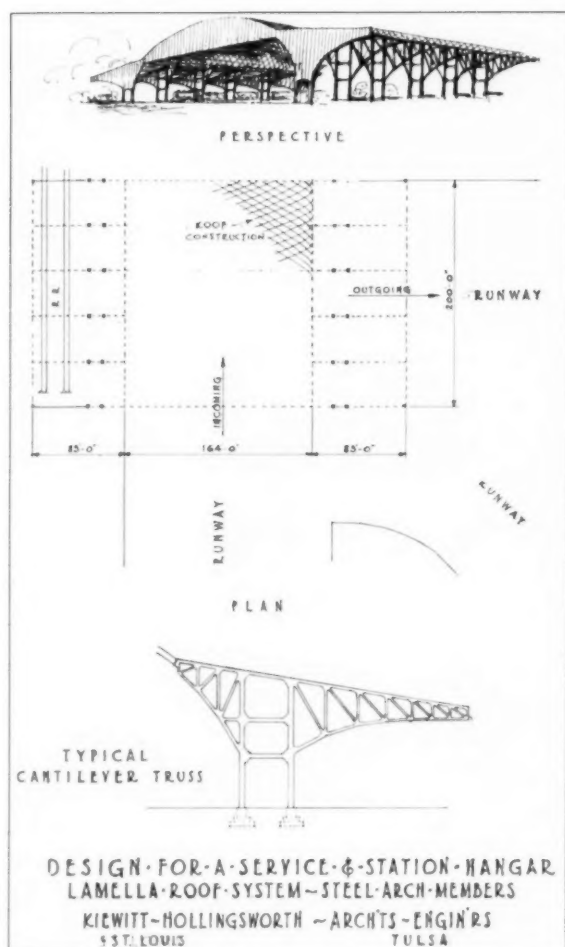 PERSPECTIVE
ROOF
CONSTRUCTION
R.R.
OUTGOING
200'-0"
RUNWAY
INCOMING
85'-0"
164'-0"
85'-0"
RUNWAY
RUNWAY
PLAN
TYPICAL
CANTILEVER TRUSS
DESIGN·FOR·A·SERVICE·&·STATION·HANGAR
LAMELLA·ROOF·SYSTEM~STEEL·ARCH·MEMBERS
KIEWITT~HOLLINGSWORTH ~ARCH'TS~ENGIN'RS
ST. LOUIS TULSA